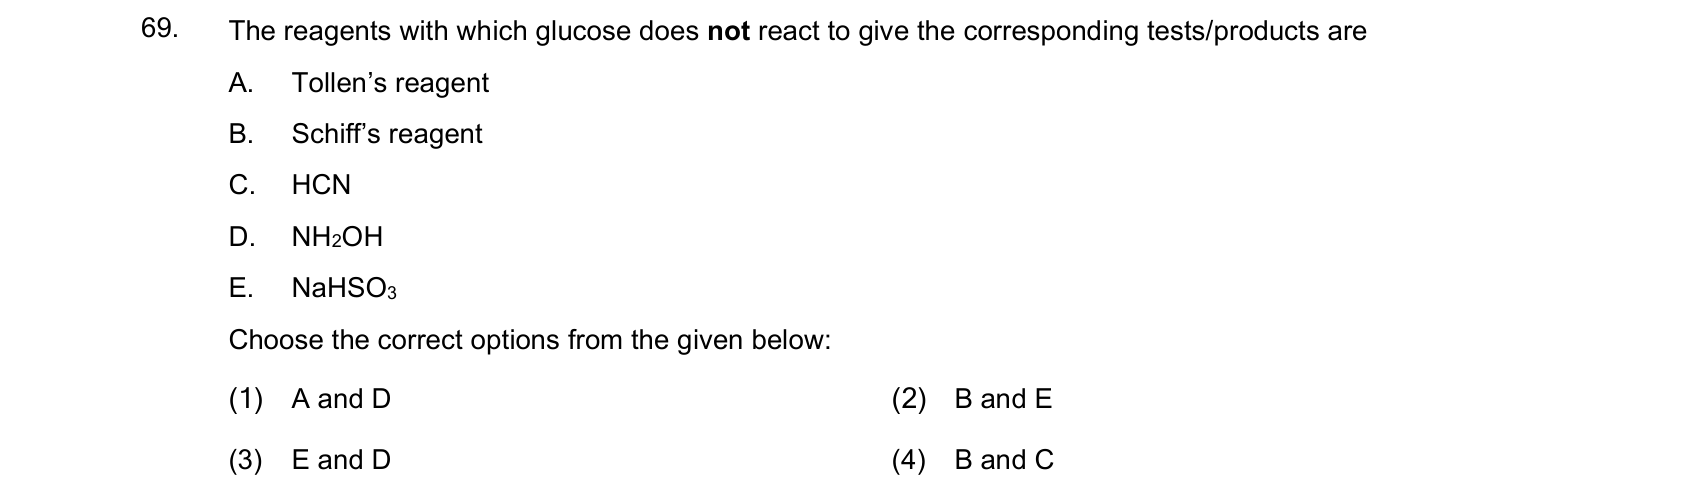 69. The reagents with which glucose does not react to give the corresponding tests/products are
A. Tollen’s reagent
B. Schiff’s reagent
C. HCN
D. NH₂OH
E. NaHSO₃
Choose the correct options from the given below:
(1) A and D (2) B and E
(3) E and D (4) B and C